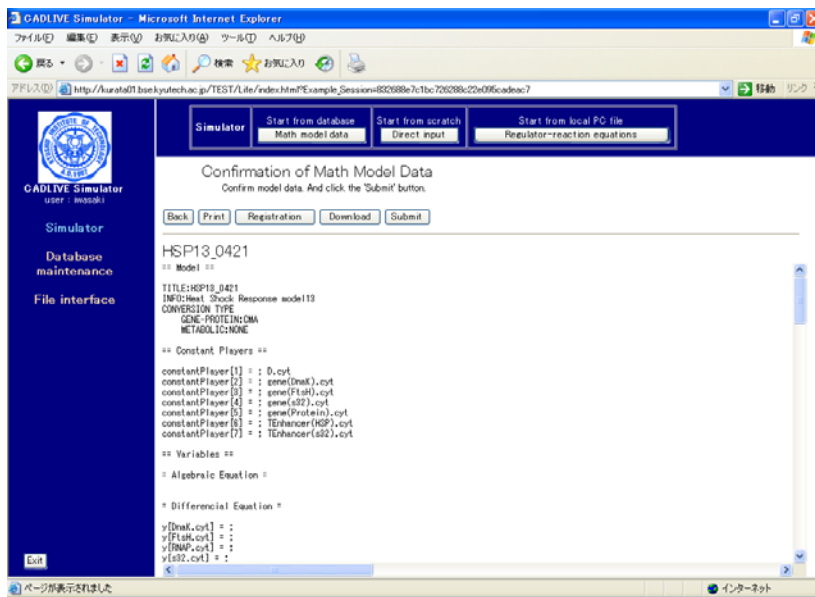 CADLIVE Simulator - Microsoft Internet Explorer
ファイル(F) 編集(E) 表示(V) お気に入り(A) ツール(T) ヘルプ(H)
戻る 検索 お気に入り
アドレス(D) http://kurata01.bse.kyutech.ac.jp/TEST/Life/index.html?Example_Session=832688e7c1bc726288c22e095cadeac7 移動 リンク
Simulator
Start from database
Math model data
Start from scratch
Direct input
Start from local PC file
Regulator-reaction equations
CADLIVE Simulator
user : iwasaki
Simulator
Database
maintenance
File interface
Exit
Confirmation of Math Model Data
Confirm model data. And click the 'Submit' button.
Back Print Registration Download Submit
HSP13_0421
== Model ==
TITLE:HSP13_0421
INFO:Heat Shock Response model13
CONVERSION TYPE
GENE-PROTEIN:CMA
METABOLIC:NONE
== Constant Players ==
constantPlayer[1] = : D.cyt
constantPlayer[2] = : gene(DnaK).cyt
constantPlayer[3] = : gene(FtsH).cyt
constantPlayer[4] = : gene(s32).cyt
constantPlayer[5] = : gene(Protein).cyt
constantPlayer[6] = : TEnhancer(HSP).cyt
constantPlayer[7] = : TEnhancer(s32).cyt
== Variables ==
= Algebraic Equation =
= Differencial Equation =
y[DnaK.cyt] = :
y[FtsH.cyt] = :
y[RNAP.cyt] = :
y[s32.cyt] = :
ページが表示されました インターネット